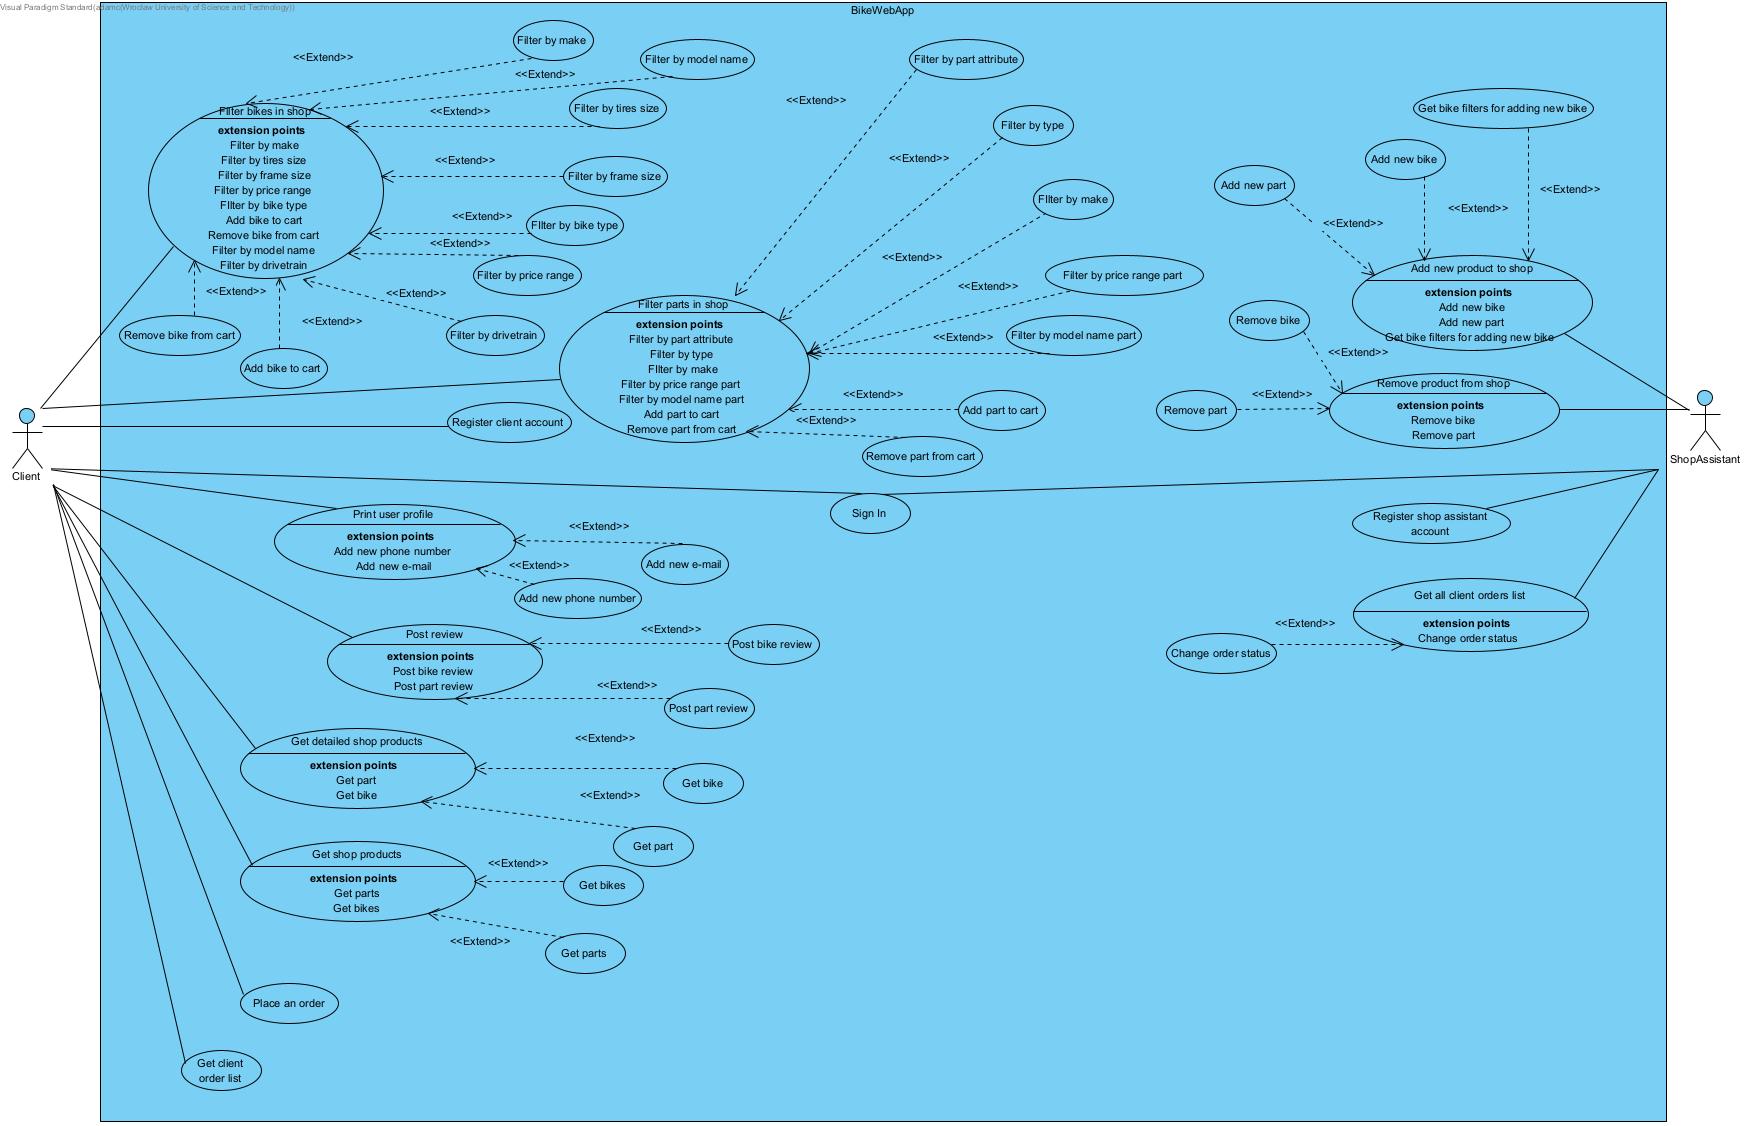 Visual Paradigm Standard(adamc(Wroclaw University of Science and Technology))
BikeWebApp
Filter by make
<<Extend>>
Filter by model name
<<Extend>>
Filter by tires size
<<Extend>>
Filter by frame size
<<Extend>>
FIlter by bike type
<<Extend>>
Filter by price range
<<Extend>>
Filter by drivetrain
<<Extend>>
Filter bikes in shop
extension points
Filter by make
Filter by tires size
Filter by frame size
Filter by price range
FIlter by bike type
Add bike to cart
Remove bike from cart
Filter by model name
Filter by drivetrain
<<Extend>>
Remove bike from cart
<<Extend>>
Add bike to cart
Filter by part attribute
<<Extend>>
Filter by type
<<Extend>>
FIlter by make
<<Extend>>
Filter by price range part
<<Extend>>
Filter by model name part
<<Extend>>
Filter parts in shop
extension points
Filter by part attribute
Filter by type
FIlter by make
Filter by price range part
Filter by model name part
Add part to cart
Remove part from cart
<<Extend>>
Add part to cart
<<Extend>>
Remove part from cart
Get bike filters for adding new bike
<<Extend>>
Add new bike
<<Extend>>
Add new part
<<Extend>>
Add new product to shop
extension points
Add new bike
Add new part
Get bike filters for adding new bike
Remove bike
<<Extend>>
Remove part
<<Extend>>
Remove product from shop
extension points
Remove bike
Remove part
Client
ShopAssistant
Register client account
Sign In
Register shop assistant
account
Print user profile
extension points
Add new phone number
Add new e-mail
<<Extend>>
Add new e-mail
<<Extend>>
Add new phone number
Get all client orders list
extension points
Change order status
<<Extend>>
Change order status
Post review
extension points
Post bike review
Post part review
<<Extend>>
Post bike review
<<Extend>>
Post part review
Get detailed shop products
extension points
Get part
Get bike
<<Extend>>
Get bike
<<Extend>>
Get part
Get shop products
extension points
Get parts
Get bikes
<<Extend>>
Get bikes
<<Extend>>
Get parts
Place an order
Get client
order list